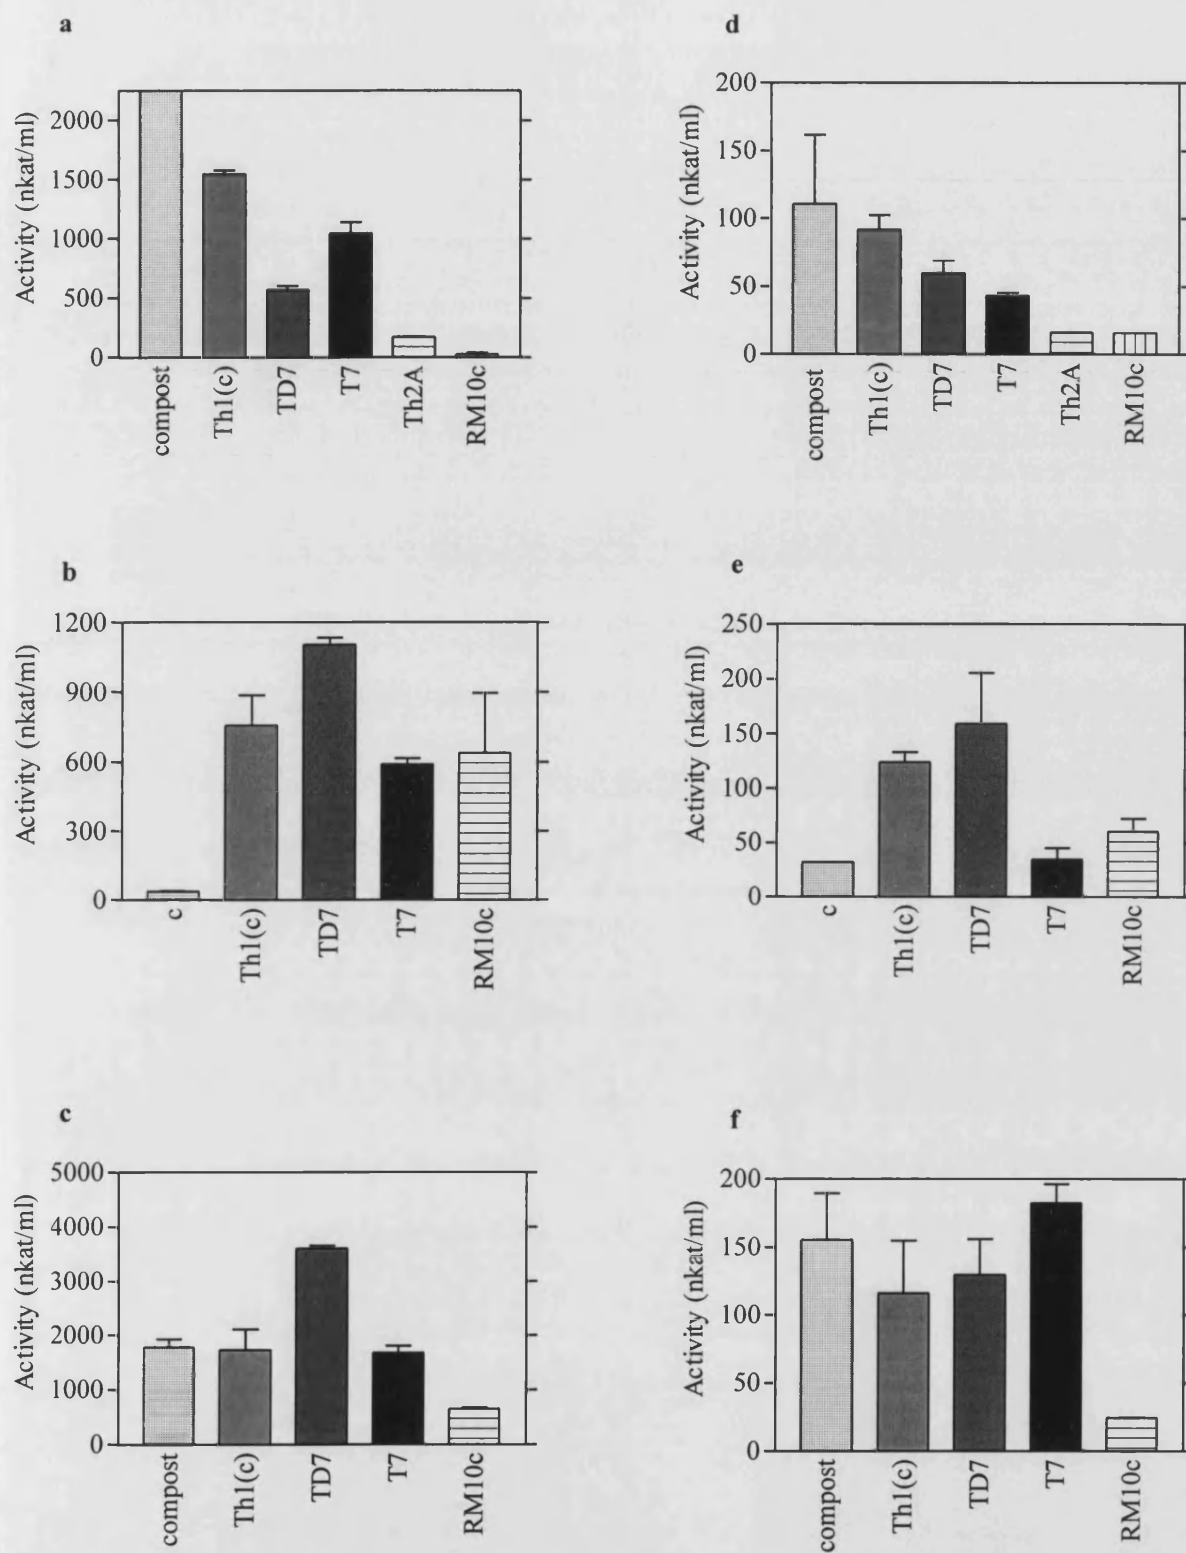 a
Activity (nkat/ml)
2000
1500
1000
500
0
compost
Th1(c)
TD7
T7
Th2A
RM10c
d
Activity (nkat/ml)
200
150
100
50
0
compost
Th1(c)
TD7
T7
Th2A
RM10c
b
Activity (nkat/ml)
1200
900
600
300
0
c
Th1(c)
TD7
T7
RM10c
e
Activity (nkat/ml)
250
200
150
100
50
0
c
Th1(c)
TD7
T7
RM10c
c
Activity (nkat/ml)
5000
4000
3000
2000
1000
0
compost
Th1(c)
TD7
T7
RM10c
f
Activity (nkat/ml)
200
150
100
50
0
compost
Th1(c)
TD7
T7
RM10c